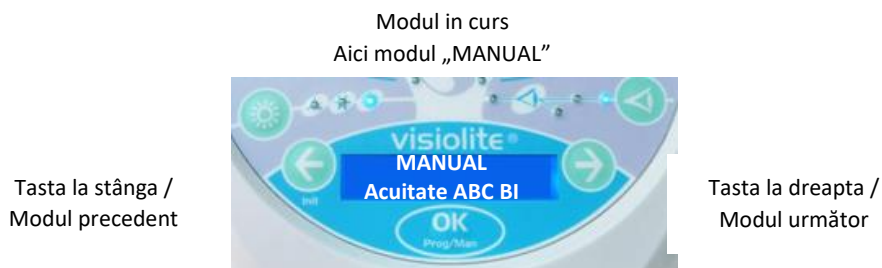 Modul in curs
Aici modul „MANUAL”
visiolite®
MANUAL
Acuitate ABC BI
Tasta la stânga /
Modul precedent
Tasta la dreapta /
Modul următor
Init
OK
Prog/Man